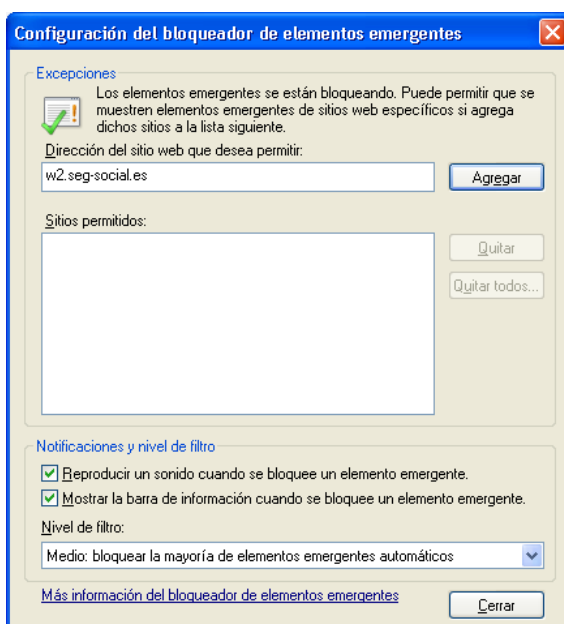 Configuración del bloqueador de elementos emergentes
Excepciones
Los elementos emergentes se están bloqueando. Puede permitir que se
muestren elementos emergentes de sitios web específicos si agrega
dichos sitios a la lista siguiente.
Dirección del sitio web que desea permitir:
w2.seg-social.es
Agregar
Sitios permitidos:
Quitar
Quitar todos...
Notificaciones y nivel de filtro
Reproducir un sonido cuando se bloquee un elemento emergente.
Mostrar la barra de información cuando se bloquee un elemento emergente.
Nivel de filtro:
Medio: bloquear la mayoría de elementos emergentes automáticos
Más información del bloqueador de elementos emergentes
Cerrar